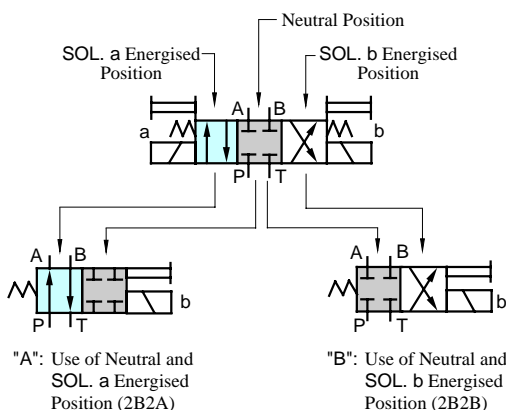 Neutral Position
SOL. a Energised
Position
SOL. b Energised
Position
A B
a b
P T
A B
b
P T
A B
b
P T
"A": Use of Neutral and
SOL. a Energised
Position (2B2A)
"B": Use of Neutral and
SOL. b Energised
Position (2B2B)